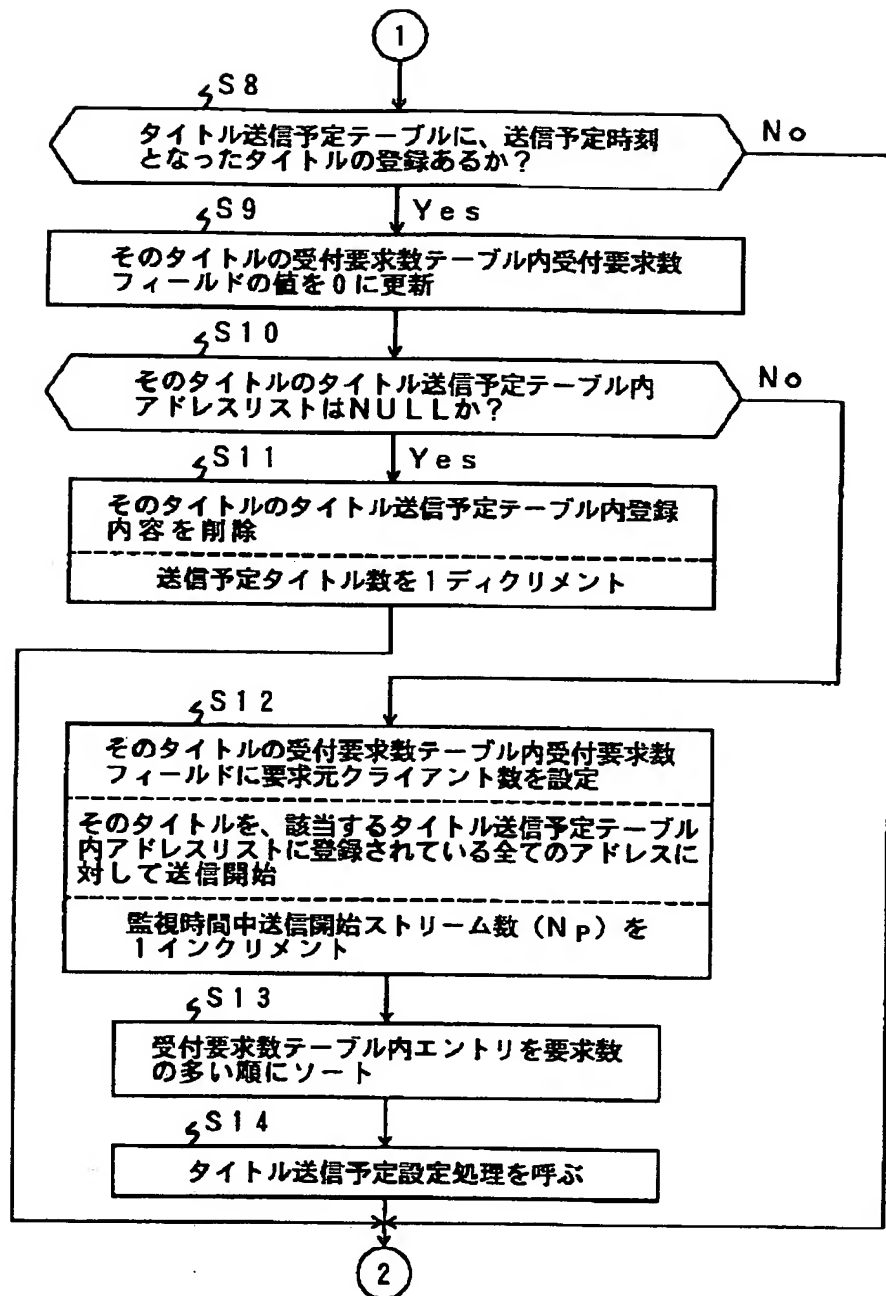 1
S8
タイトル送信予定テーブルに、送信予定時刻
となったタイトルの登録あるか?
No
S9
Yes
そのタイトルの受付要求数テーブル内受付要求数
フィールドの値を0に更新
S10
そのタイトルのタイトル送信予定テーブル内
アドレスリストはNULLか?
No
S11
Yes
そのタイトルのタイトル送信予定テーブル内登録
内容を削除
送信予定タイトル数を1ディクリメント
S12
そのタイトルの受付要求数テーブル内受付要求数
フィールドに要求元クライアント数を設定
そのタイトルを、該当するタイトル送信予定テーブル
内アドレスリストに登録されている全てのアドレスに
対して送信開始
監視時間中送信開始ストリーム数(Np)を
1インクリメント
S13
受付要求数テーブル内エントリを要求数
の多い順にソート
S14
タイトル送信予定設定処理を呼ぶ
2